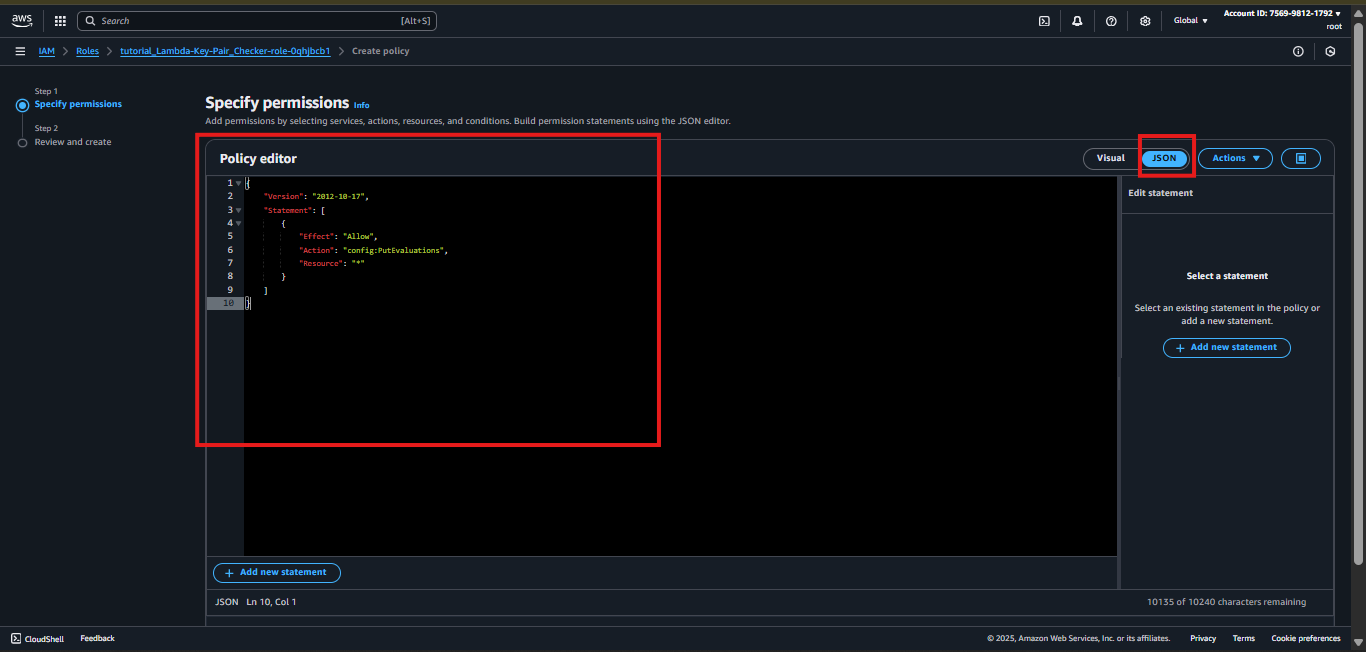 aws
Search [Alt+S]
Global
Account ID: 7569-9812-1792
root
IAM Roles tutorial_Lambda-Key-Pair_Checker-role-0qhjbcb1 Create policy
Step 1
Specify permissions
Step 2
Review and create
Specify permissions Info
Add permissions by selecting services, actions, resources, and conditions. Build permission statements using the JSON editor.
Policy editor
Visual JSON Actions
1 {
2 "Version": "2012-10-17",
3 "Statement": [
4 {
5 "Effect": "Allow",
6 "Action": "config:PutEvaluations",
7 "Resource": "*"
8 }
9 ]
10 }
Edit statement
Select a statement
Select an existing statement in the policy or
add a new statement.
+ Add new statement
+ Add new statement
JSON Ln 10, Col 1
10135 of 10240 characters remaining
CloudShell Feedback
© 2025, Amazon Web Services, Inc. or its affiliates. Privacy Terms Cookie preferences